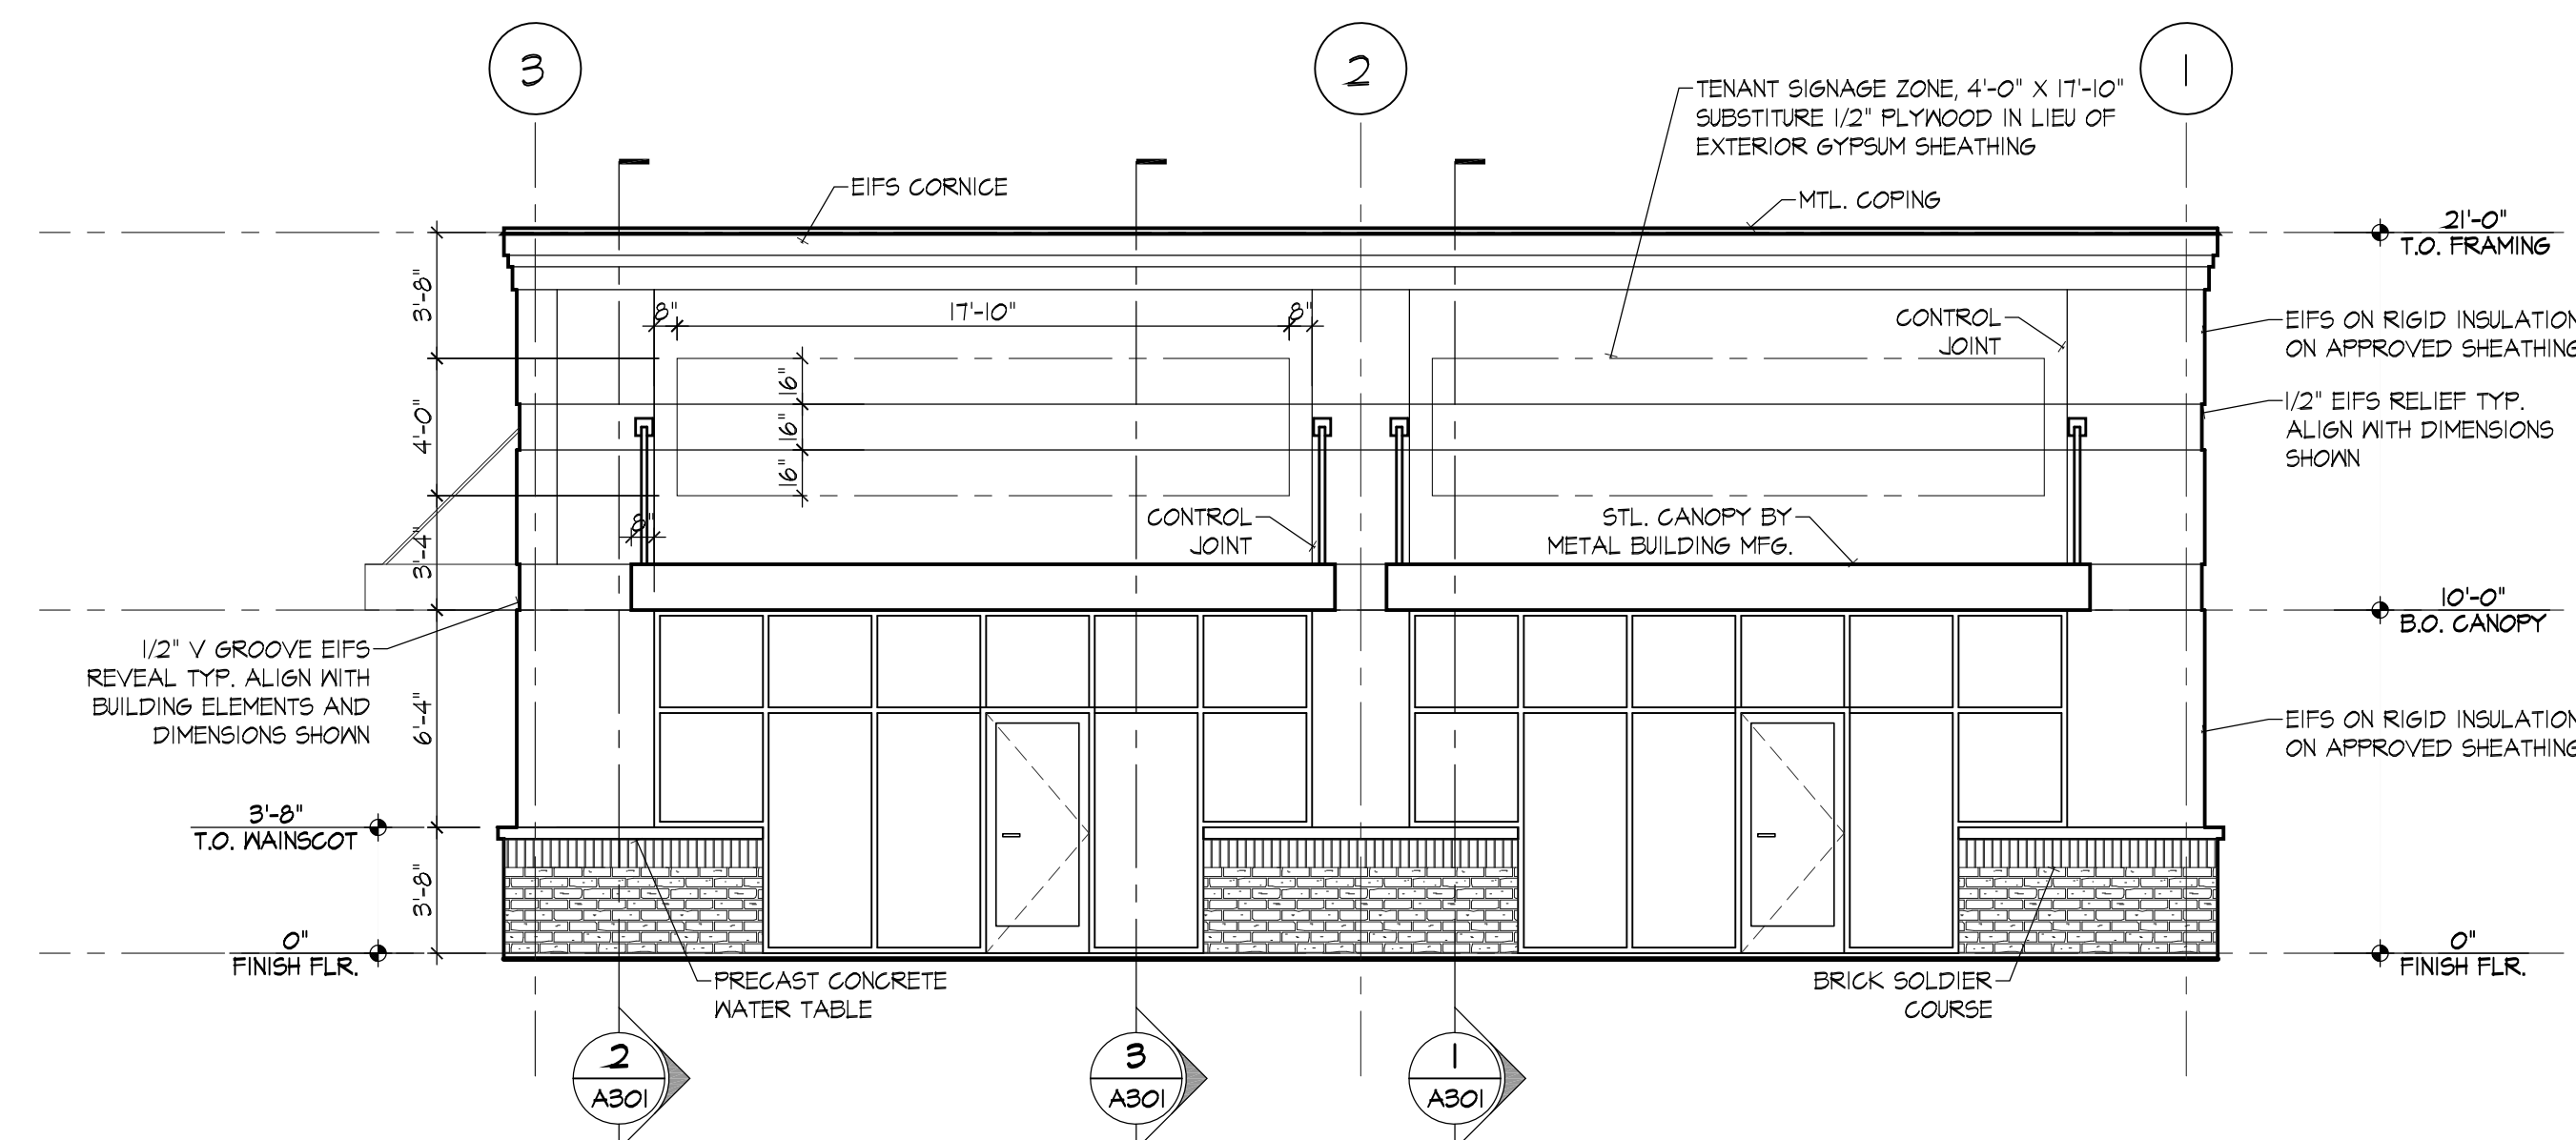 3
2
1
TENANT SIGNAGE ZONE, 4'-0" X 17'-10"
SUBSTITURE 1/2" PLYWOOD IN LIEU OF
EXTERIOR GYPSUM SHEATHING
EIFS CORNICE
MTL. COPING
21'-0"
T.O. FRAMING
3'-8"
8"
17'-10"
8"
CONTROL
JOINT
EIFS ON RIGID INSULATION
ON APPROVED SHEATHING
4'-0"
16"
16"
16"
1/2" EIFS RELIEF TYP.
ALIGN WITH DIMENSIONS
SHOWN
8"
CONTROL
JOINT
STL. CANOPY BY
METAL BUILDING MFG.
3'-4"
10'-0"
B.O. CANOPY
1/2" V GROOVE EIFS
REVEAL TYP. ALIGN WITH
BUILDING ELEMENTS AND
DIMENSIONS SHOWN
6'-4"
EIFS ON RIGID INSULATION
ON APPROVED SHEATHING
3'-8"
T.O. WAINSCOT
3'-8"
0"
FINISH FLR.
0"
FINISH FLR.
PRECAST CONCRETE
WATER TABLE
BRICK SOLDIER
COURSE
2
A301
3
A301
1
A301